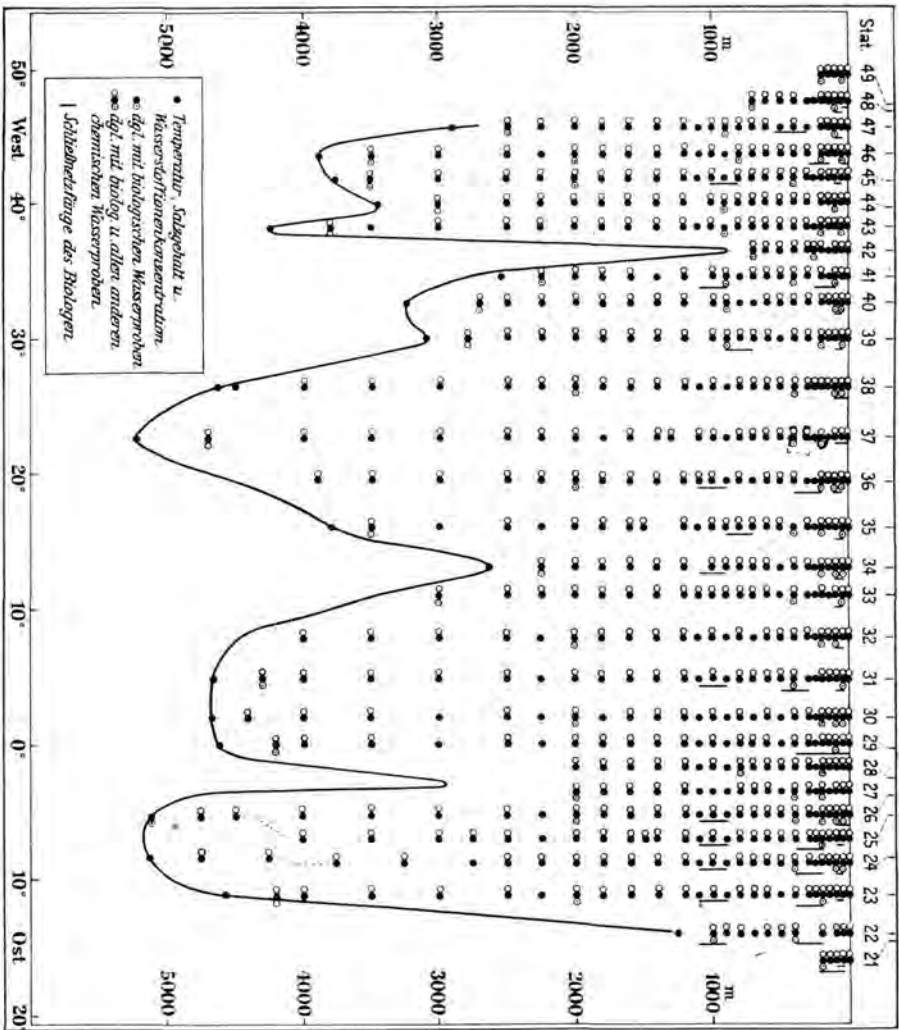 Stat. 49 48 47 46 45 44 43 42 41 40 39 38 37 36 35 34 33 32 31 30 29 28 27 26 25 24 23 22 21
m
1000
2000
3000
4000
5000
m.
1000
2000
3000
4000
5000
Temperatur, Salzgehalt u.
Wasserstoffionenkonzentration.
dgl. mit biologischen Wasserproben
dgl. mit biolog. u. allen anderen
chemischen Wasserproben.
| Schließnetzfänge des Biologen
50° West 40° 30° 20° 10° 0° 10° Ost 20°